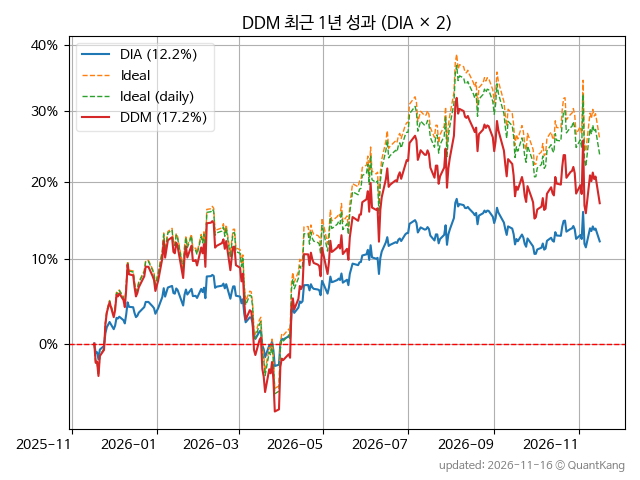 DDM 최근 1년 성과 (DIA × 2)
DIA (12.2%)
Ideal
Ideal (daily)
DDM (17.2%)
40%
30%
20%
10%
0%
2025-11 2026-01 2026-03 2026-05 2026-07 2026-09 2026-11
updated: 2026-11-16 © QuantKang